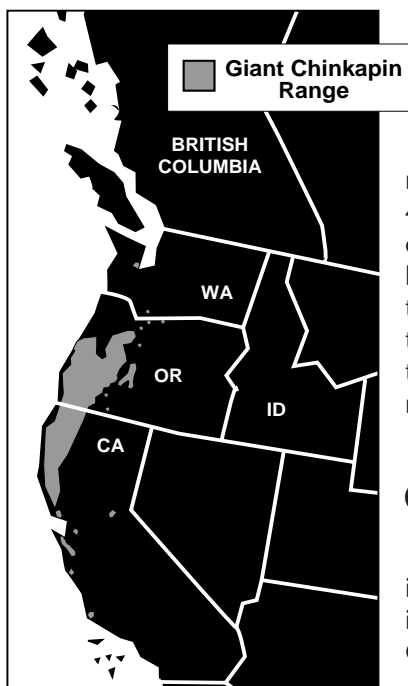 Giant Chinkapin
Range
BRITISH
COLUMBIA
WA
OR
ID
CA